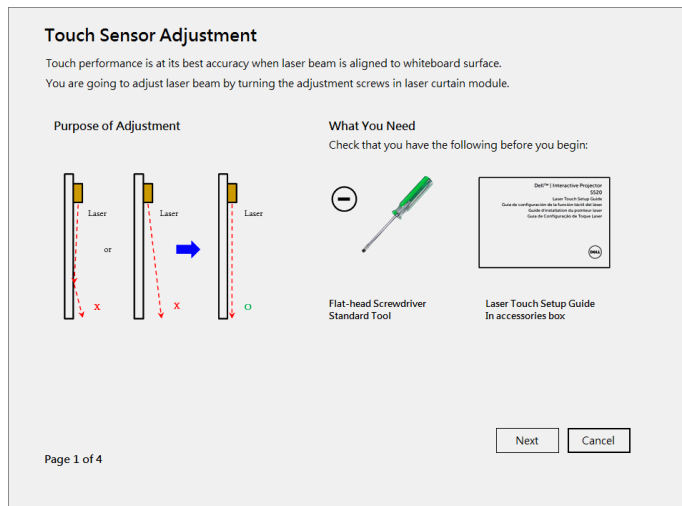 Touch Sensor Adjustment
Touch performance is at its best accuracy when laser beam is aligned to whiteboard surface.
You are going to adjust laser beam by turning the adjustment screws in laser curtain module.
Purpose of Adjustment
Laser
or
X
Laser
X
Laser
O
What You Need
Check that you have the following before you begin:
Dell™ | Interactive Projector
S520
Laser Touch Setup Guide
Guía de configuración de la función táctil del láser
Guide d'installation du pointeur laser
Guia de Configuração de Toque Laser
DELL
Flat-head Screwdriver
Standard Tool
Laser Touch Setup Guide
In accessories box
Next
Cancel
Page 1 of 4